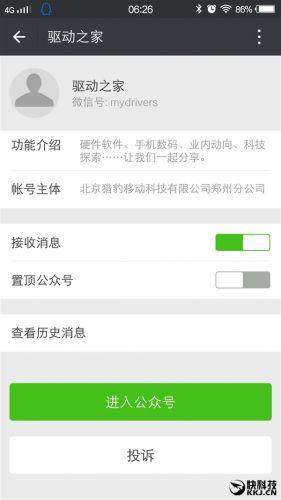 4G 06:26 86%
驱动之家
驱动之家
微信号: mydrivers
功能介绍 硬件软件、手机数码、业内动向、科技
探索……让我们一起分享。
帐号主体 北京猎豹移动科技有限公司郑州分公司
接收消息
置顶公众号
查看历史消息
进入公众号
投诉
快科技
KKJ.CN